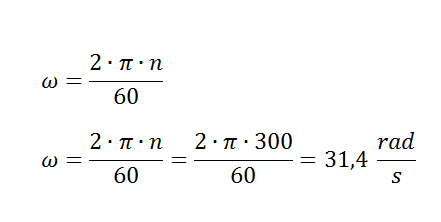 ω = 2 · π · n / 60
ω = 2 · π · n / 60 = 2 · π · 300 / 60 = 31,4 rad / s